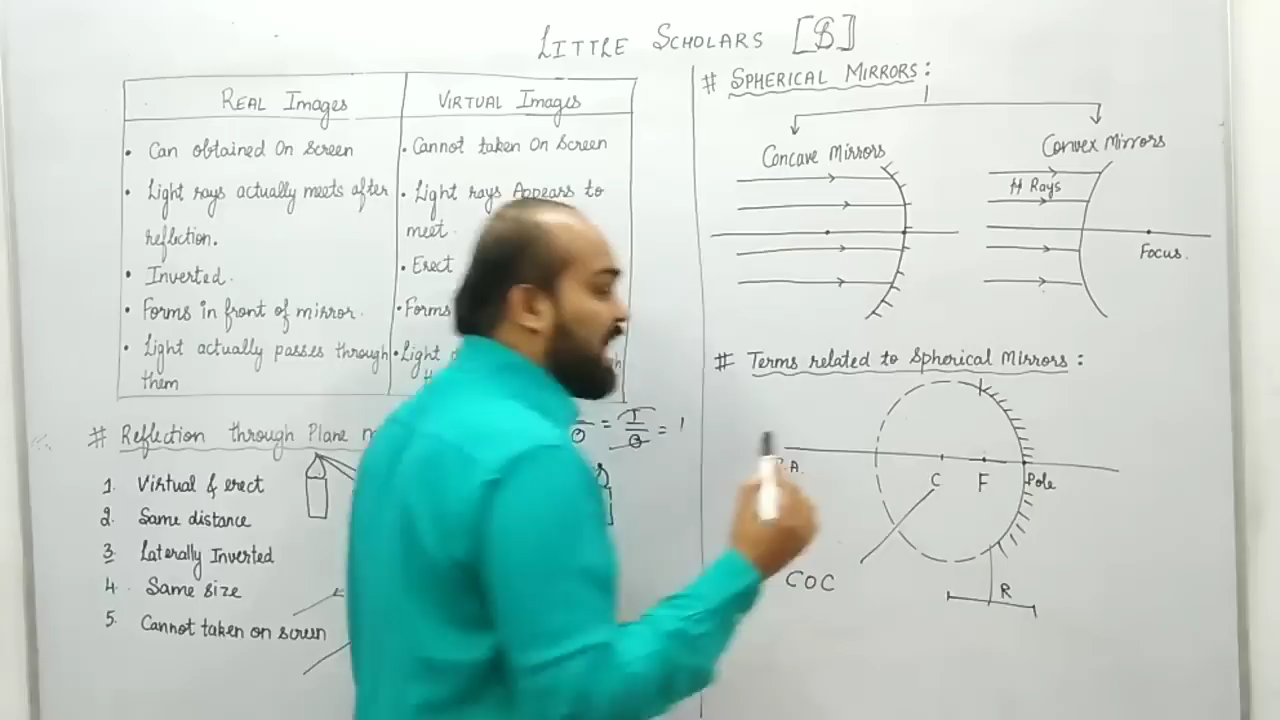 LITTLE SCHOLARS [$]
REAL Images
VIRTUAL Images
• Can obtained On Screen
• Light rays actually meets after
reflection.
• Inverted.
• Forms in front of mirror.
• Light actually passes through
them
• Cannot taken On Screen
• Light rays Appears to
meet.
• Erect
• Forms
• Light
# Reflection through Plane
1. Virtual & erect
2. Same distance
3. Laterally Inverted
4. Same size
5. Cannot taken on screen
O = I/O = 1
# SPHERICAL MIRRORS:
Concave Mirrors
Convex Mirrors
Rays
Focus.
# Terms related to Spherical Mirrors:
.A.
C
F
Pole
COC
R